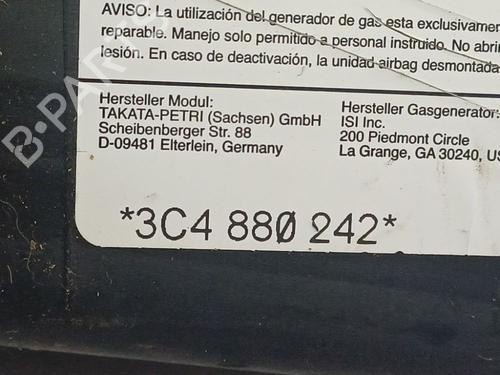 AVISO: La utilización del generador de gas esta exclusivamen
reparable. Manejo solo permitido a personal instruido. No abrir
lesión. En caso de deactivación, la unidad airbag desmontada
Hersteller Modul:
TAKATA-PETRI (Sachsen) GmbH
Scheibenberger Str. 88
D-09481 Elterlein, Germany
Hersteller Gasgenerator:
ISI Inc.
200 Piedmont Circle
La Grange, GA 30240, US
*3C4 880 242*
B-PARTS